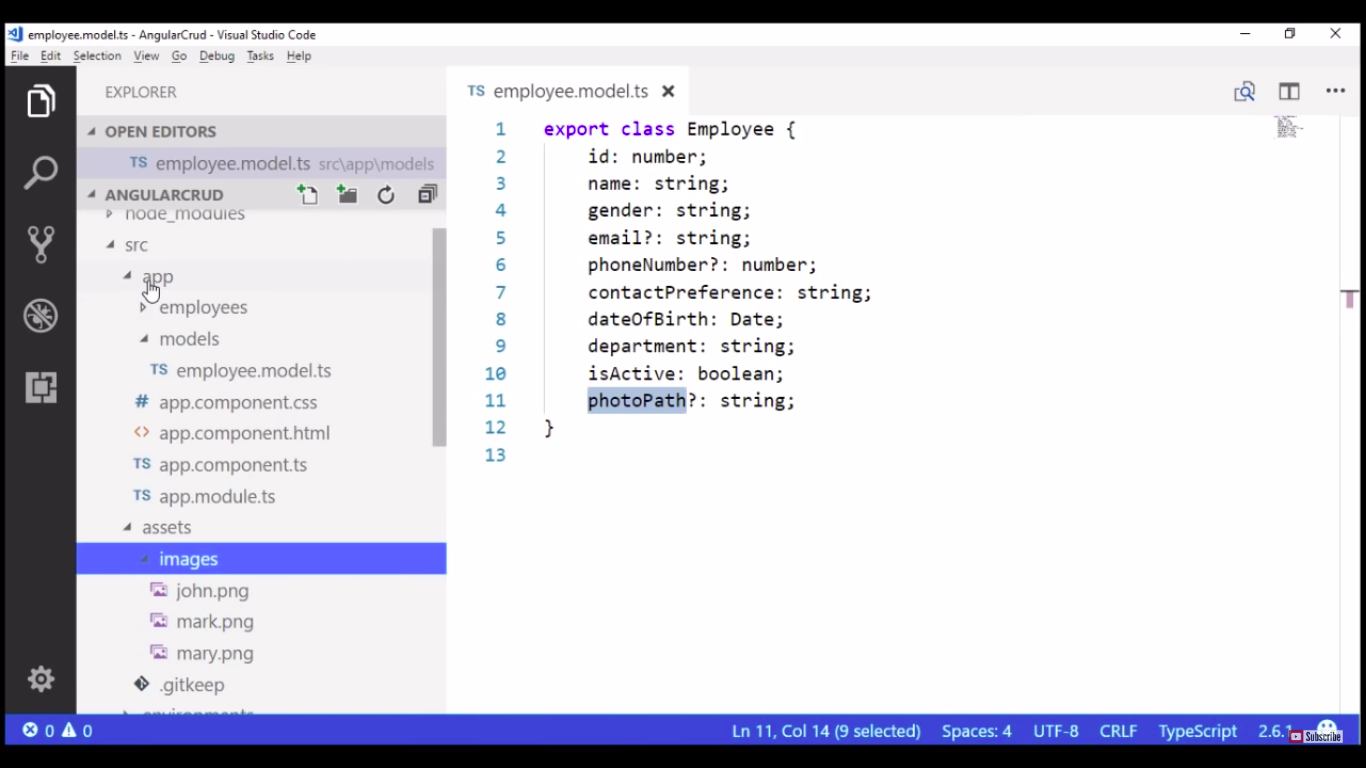 employee.model.ts - AngularCrud - Visual Studio Code
File Edit Selection View Go Debug Tasks Help
EXPLORER
OPEN EDITORS
TS employee.model.ts src\app\models
ANGULARCRUD
node_modules
src
app
employees
models
TS employee.model.ts
# app.component.css
<> app.component.html
TS app.component.ts
TS app.module.ts
assets
images
john.png
mark.png
mary.png
.gitkeep
environments
TS employee.model.ts
1 export class Employee {
2 id: number;
3 name: string;
4 gender: string;
5 email?: string;
6 phoneNumber?: number;
7 contactPreference: string;
8 dateOfBirth: Date;
9 department: string;
10 isActive: boolean;
11 photoPath?: string;
12 }
13
0 0
Ln 11, Col 14 (9 selected) Spaces: 4 UTF-8 CRLF TypeScript 2.6.1
Subscribe